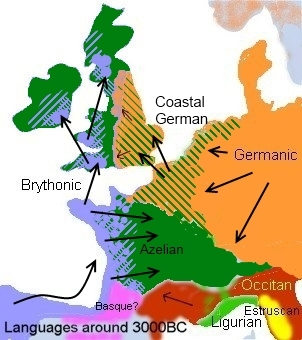 Coastal
German
Germanic
Brythonic
Azelian
Occitan
Basque?
Estruscan
Ligurian
Languages around 3000BC